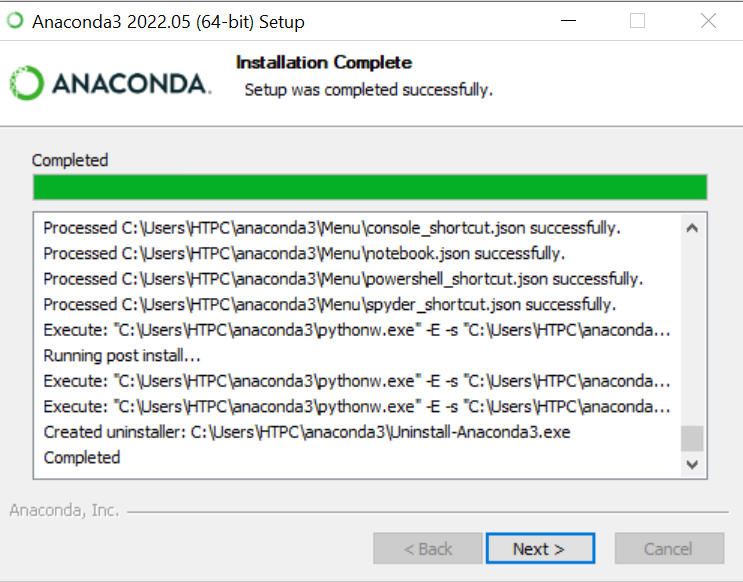 Anaconda3 2022.05 (64-bit) Setup
ANACONDA.
Installation Complete
Setup was completed successfully.
Completed
Processed C:\Users\HTPC\anaconda3\Menu\console_shortcut.json successfully.
Processed C:\Users\HTPC\anaconda3\Menu\notebook.json successfully.
Processed C:\Users\HTPC\anaconda3\Menu\powershell_shortcut.json successfully.
Processed C:\Users\HTPC\anaconda3\Menu\spyder_shortcut.json successfully.
Execute: "C:\Users\HTPC\anaconda3\pythonw.exe" -E -s "C:\Users\HTPC\anaconda...
Running post install...
Execute: "C:\Users\HTPC\anaconda3\pythonw.exe" -E -s "C:\Users\HTPC\anaconda...
Execute: "C:\Users\HTPC\anaconda3\pythonw.exe" -E -s "C:\Users\HTPC\anaconda...
Created uninstaller: C:\Users\HTPC\anaconda3\Uninstall-Anaconda3.exe
Completed
Anaconda, Inc.
< Back Next > Cancel